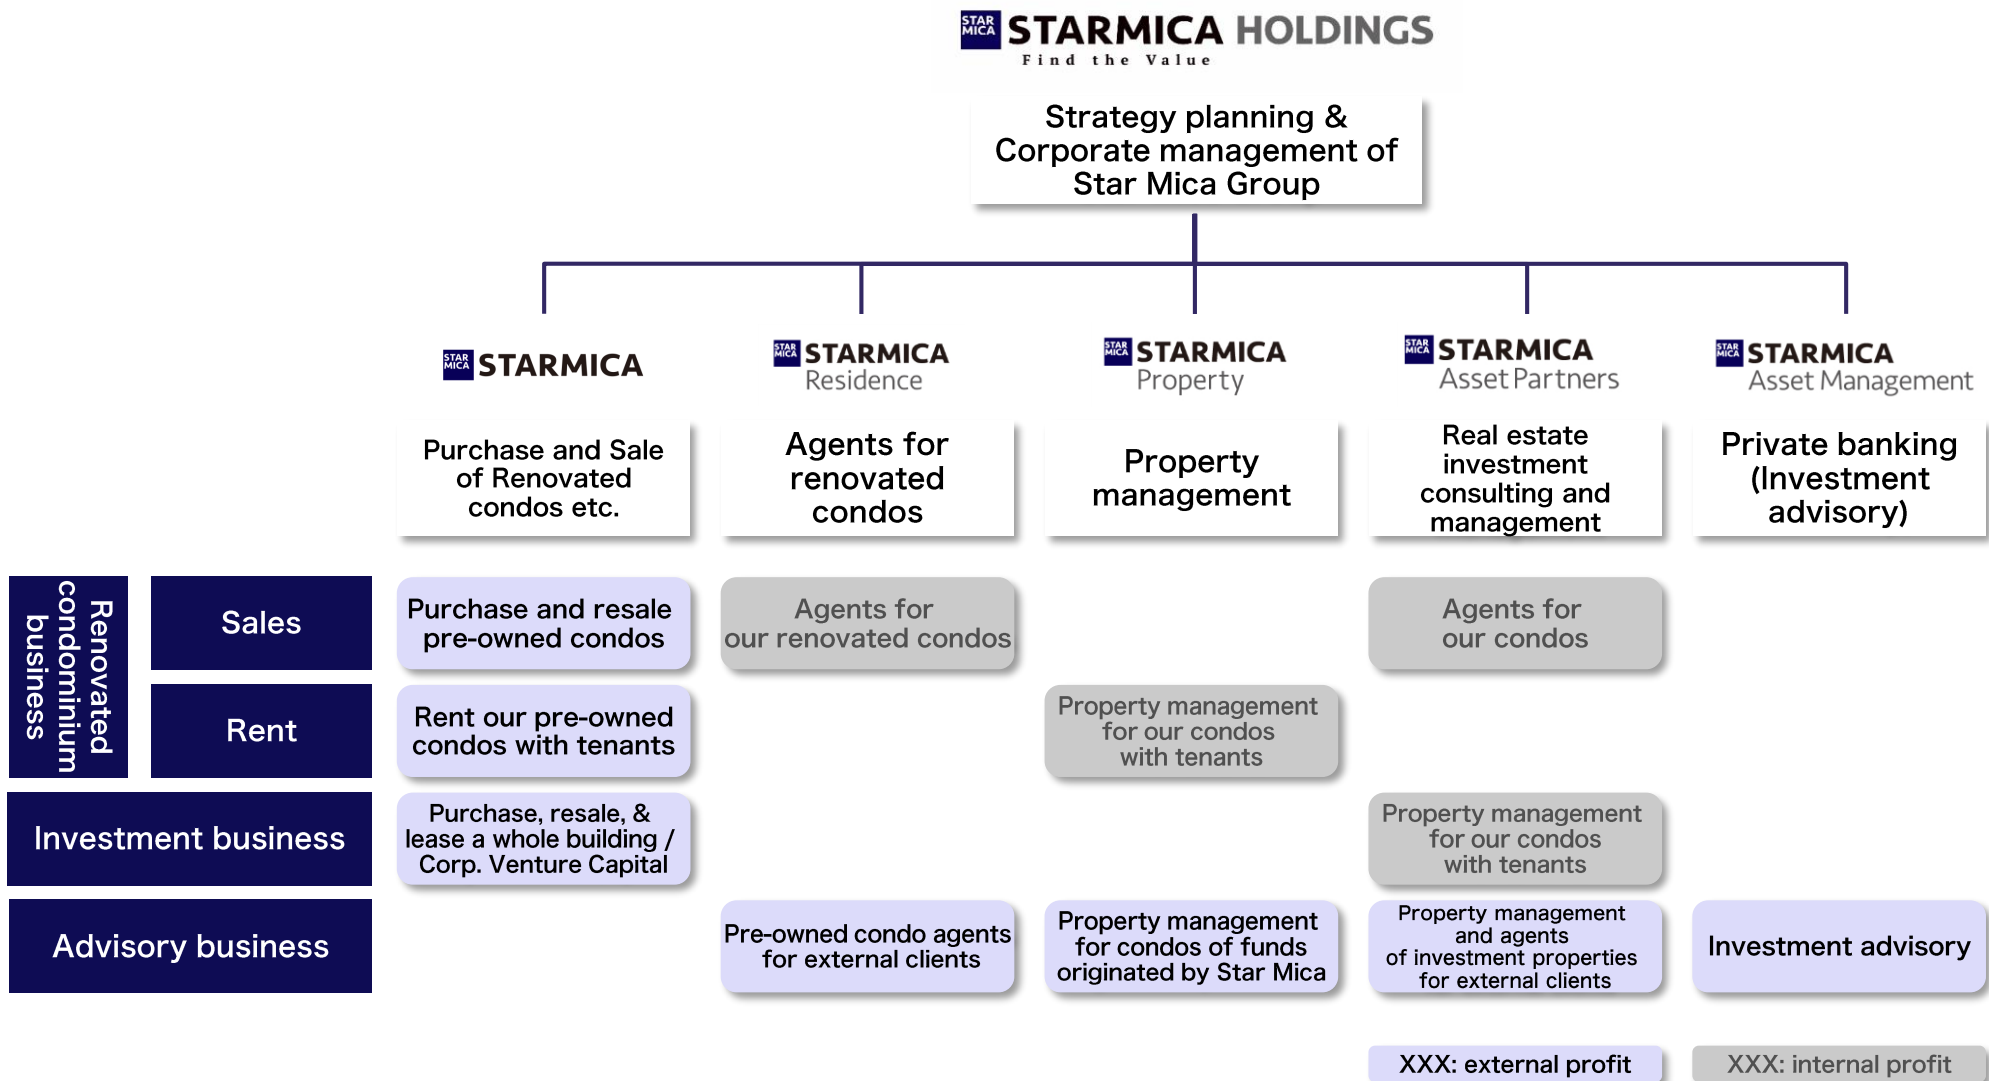 STAR
MICA
STARMICA HOLDINGS
Find the Value
Strategy planning &
Corporate management of
Star Mica Group
STAR
MICA
STARMICA
STAR
MICA
STARMICA
Residence
STAR
MICA
STARMICA
Property
STAR
MICA
STARMICA
Asset Partners
STAR
MICA
STARMICA
Asset Management
Purchase and Sale
of Renovated
condos etc.
Agents for
renovated
condos
Property
management
Real estate
investment
consulting and
management
Private banking
(Investment
advisory)
Renovated
condominium
business
Sales
Purchase and resale
pre-owned condos
Agents for
our renovated condos
Agents for
our condos
Rent
Rent our pre-owned
condos with tenants
Property management
for our condos
with tenants
Investment business
Purchase, resale, &
lease a whole building /
Corp. Venture Capital
Property management
for our condos
with tenants
Advisory business
Pre-owned condo agents
for external clients
Property management
for condos of funds
originated by Star Mica
Property management
and agents
of investment properties
for external clients
Investment advisory
XXX: external profit
XXX: internal profit